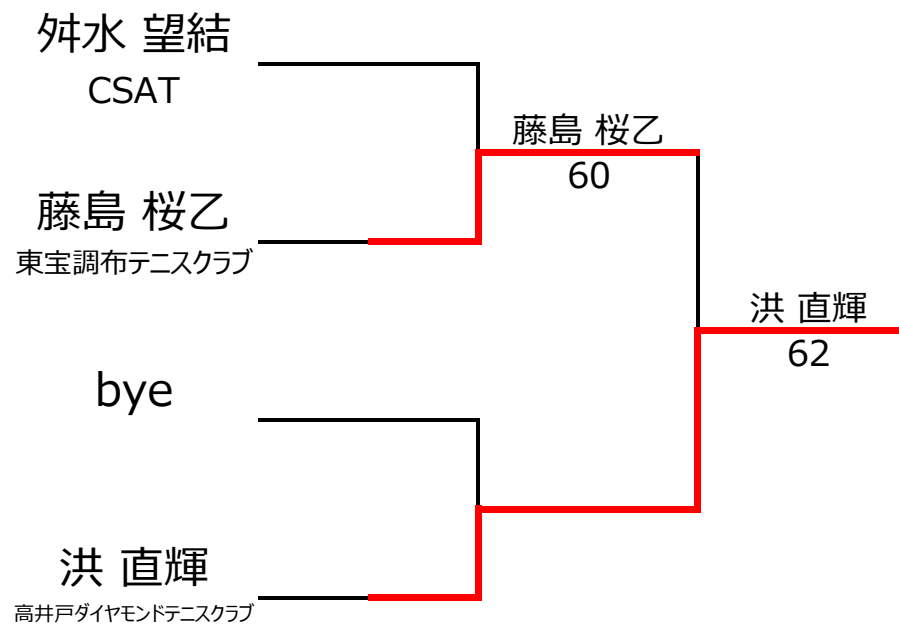 舛水 望結
CSAT
藤島 桜乙
60
藤島 桜乙
東宝調布テニスクラブ
洪 直輝
62
bye
洪 直輝
高井戸ダイヤモンドテニスクラブ